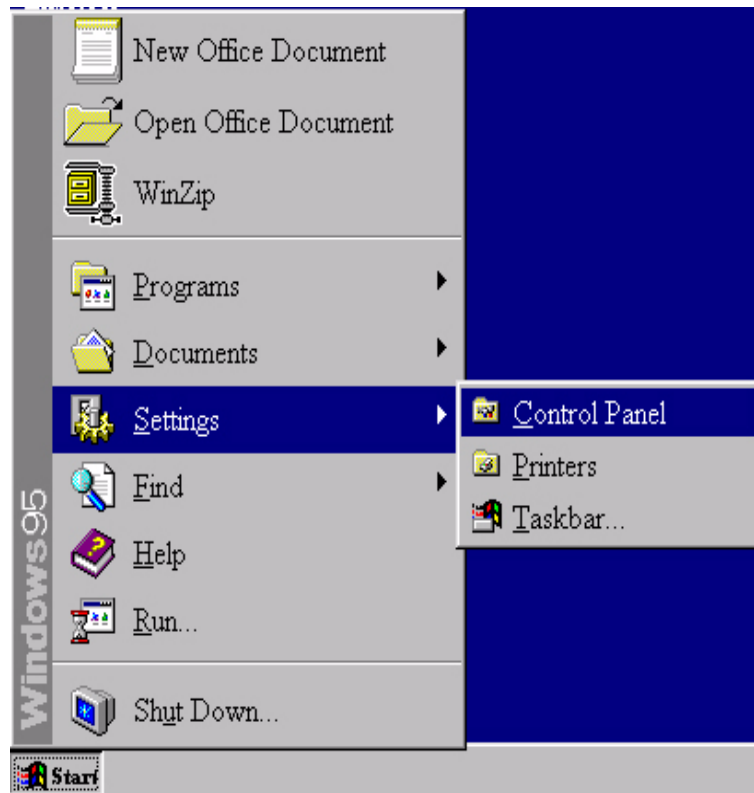 New Office Document
Open Office Document
WinZip
Programs
Documents
Settings
Control Panel
Printers
Taskbar...
Find
Help
Run...
Shut Down...
Windows95
Start